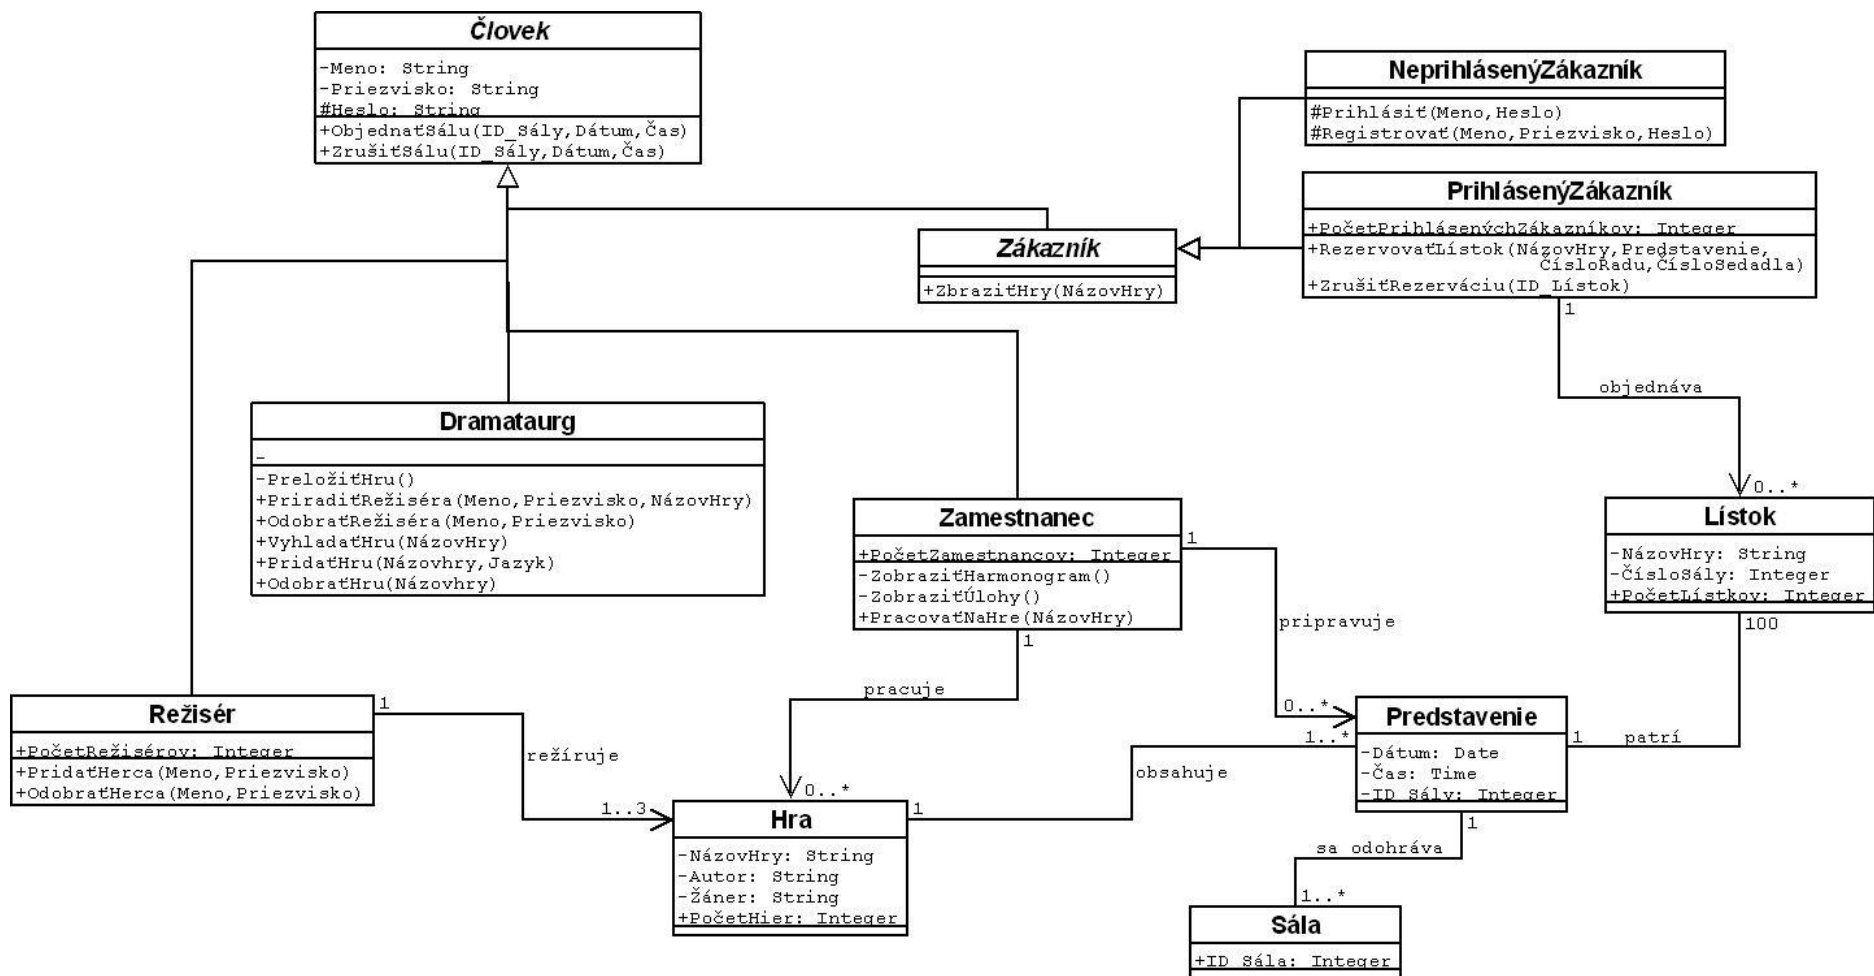 Človek
-Meno: String
-Priezvisko: String
#Heslo: String
+ObjednaťSálu(ID_Sály,Dátum,Čas)
+ZrušiťSálu(ID_Sály,Dátum,Čas)
NeprihlásenýZákazník
#Prihlásiť(Meno,Heslo)
#Registrovať(Meno,Priezvisko,Heslo)
PrihlásenýZákazník
+PočetPrihlásenýchZákazníkov: Integer
+RezervovaťLístok(NázovHry,Predstavenie,
ČísloRadu,ČísloSedadla)
+ZrušiťRezerváciu(ID_Lístok)
1
Zákazník
+ZbraziťHry(NázovHry)
objednáva
0..*
Dramataurg
-
-PreložiťHru()
+PriradiťRežiséra(Meno,Priezvisko,NázovHry)
+OdobraťRežiséra(Meno,Priezvisko)
+VyhladaťHru(NázovHry)
+PridaťHru(Názovhry,Jazyk)
+OdobraťHru(Názovhry)
Zamestnanec
+PočetZamestnancov: Integer
-ZobraziťHarmonogram()
-ZobraziťÚlohy()
+PracovaťNaHre(NázovHry)
1
1
pripravuje
0..*
Lístok
-NázovHry: String
-ČísloSály: Integer
+PočetLístkov: Integer
100
pracuje
0..*
Režisér
+PočetRežisérov: Integer
+PridaťHerca(Meno,Priezvisko)
+OdobraťHerca(Meno,Priezvisko)
1
režíruje
1..3
Hra
-NázovHry: String
-Autor: String
-Žáner: String
+PočetHier: Integer
1
obsahuje
1..*
Predstavenie
-Dátum: Date
-Čas: Time
-ID_Sály: Integer
1
patrí
1
sa odohráva
1..*
Sála
+ID_Sála: Integer